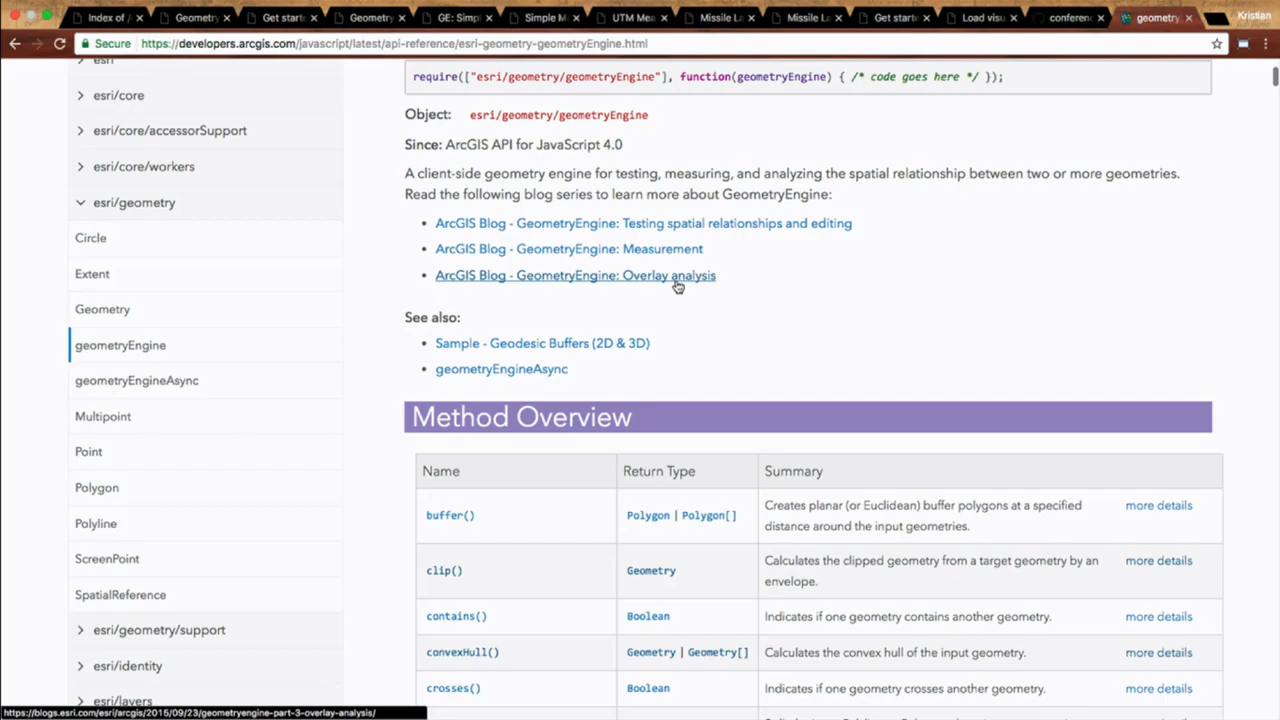 Index of /
Geometry
Get starte
Geometry
GE: Simp
Simple M
UTM Mea
Missile La
Missile La
Get starte
Load visu
conferenc
geometry
Kristian
Secure
https://developers.arcgis.com/javascript/latest/api-reference/esri-geometry-geometryEngine.html
esri
esri/core
esri/core/accessorSupport
esri/core/workers
esri/geometry
Circle
Extent
Geometry
geometryEngine
geometryEngineAsync
Multipoint
Point
Polygon
Polyline
ScreenPoint
SpatialReference
esri/geometry/support
esri/identity
esri/layers
require(["esri/geometry/geometryEngine"], function(geometryEngine) { /* code goes here */ });
Object: esri/geometry/geometryEngine
Since: ArcGIS API for JavaScript 4.0
A client-side geometry engine for testing, measuring, and analyzing the spatial relationship between two or more geometries.
Read the following blog series to learn more about GeometryEngine:
• ArcGIS Blog - GeometryEngine: Testing spatial relationships and editing
• ArcGIS Blog - GeometryEngine: Measurement
• ArcGIS Blog - GeometryEngine: Overlay analysis
See also:
• Sample - Geodesic Buffers (2D & 3D)
• geometryEngineAsync
Method Overview
Name Return Type Summary
buffer() Polygon | Polygon[] Creates planar (or Euclidean) buffer polygons at a specified more details
distance around the input geometries.
clip() Geometry Calculates the clipped geometry from a target geometry by an more details
envelope.
contains() Boolean Indicates if one geometry contains another geometry. more details
convexHull() Geometry | Geometry[] Calculates the convex hull of the input geometry. more details
crosses() Boolean Indicates if one geometry crosses another geometry. more details
https://blogs.esri.com/esri/arcgis/2015/09/23/geometryengine-part-3-overlay-analysis/